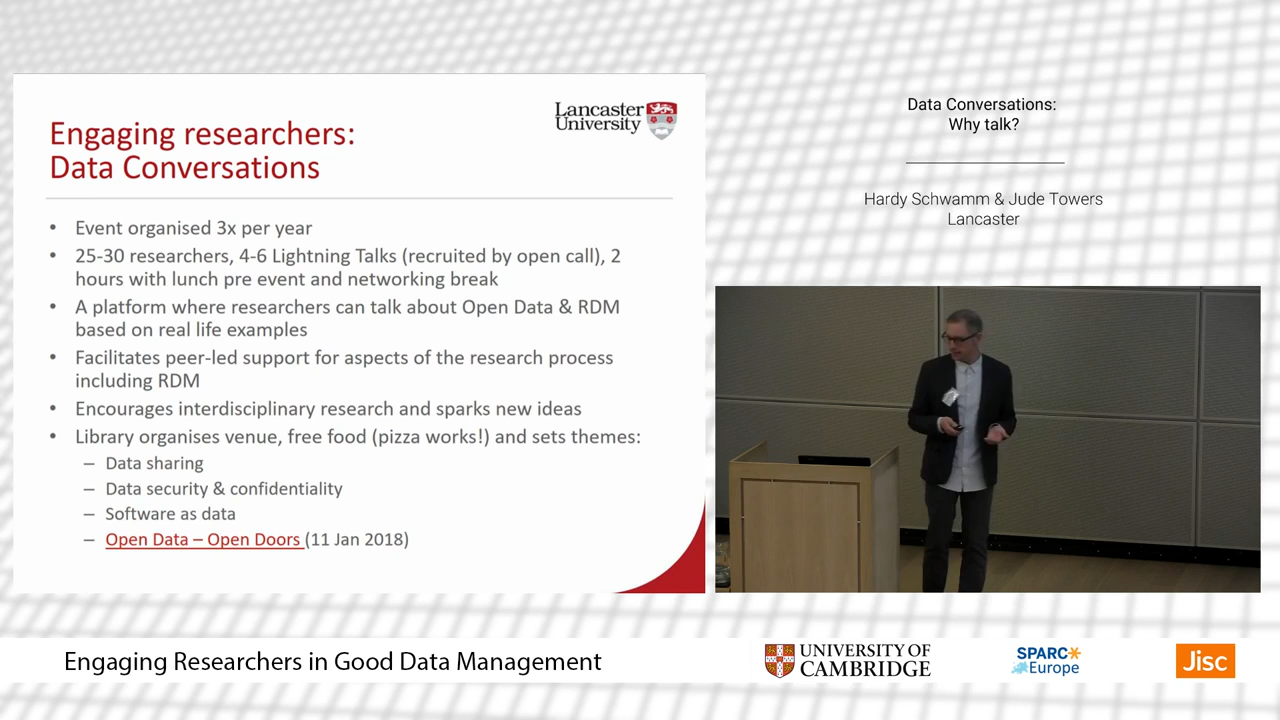 Lancaster
University
Engaging researchers:
Data Conversations
• Event organised 3x per year
• 25-30 researchers, 4-6 Lightning Talks (recruited by open call), 2
hours with lunch pre event and networking break
• A platform where researchers can talk about Open Data & RDM
based on real life examples
• Facilitates peer-led support for aspects of the research process
including RDM
• Encourages interdisciplinary research and sparks new ideas
• Library organises venue, free food (pizza works!) and sets themes:
– Data sharing
– Data security & confidentiality
– Software as data
– Open Data – Open Doors (11 Jan 2018)
Data Conversations:
Why talk?
Hardy Schwamm & Jude Towers
Lancaster
Engaging Researchers in Good Data Management
UNIVERSITY OF
CAMBRIDGE
SPARC
Europe
Jisc